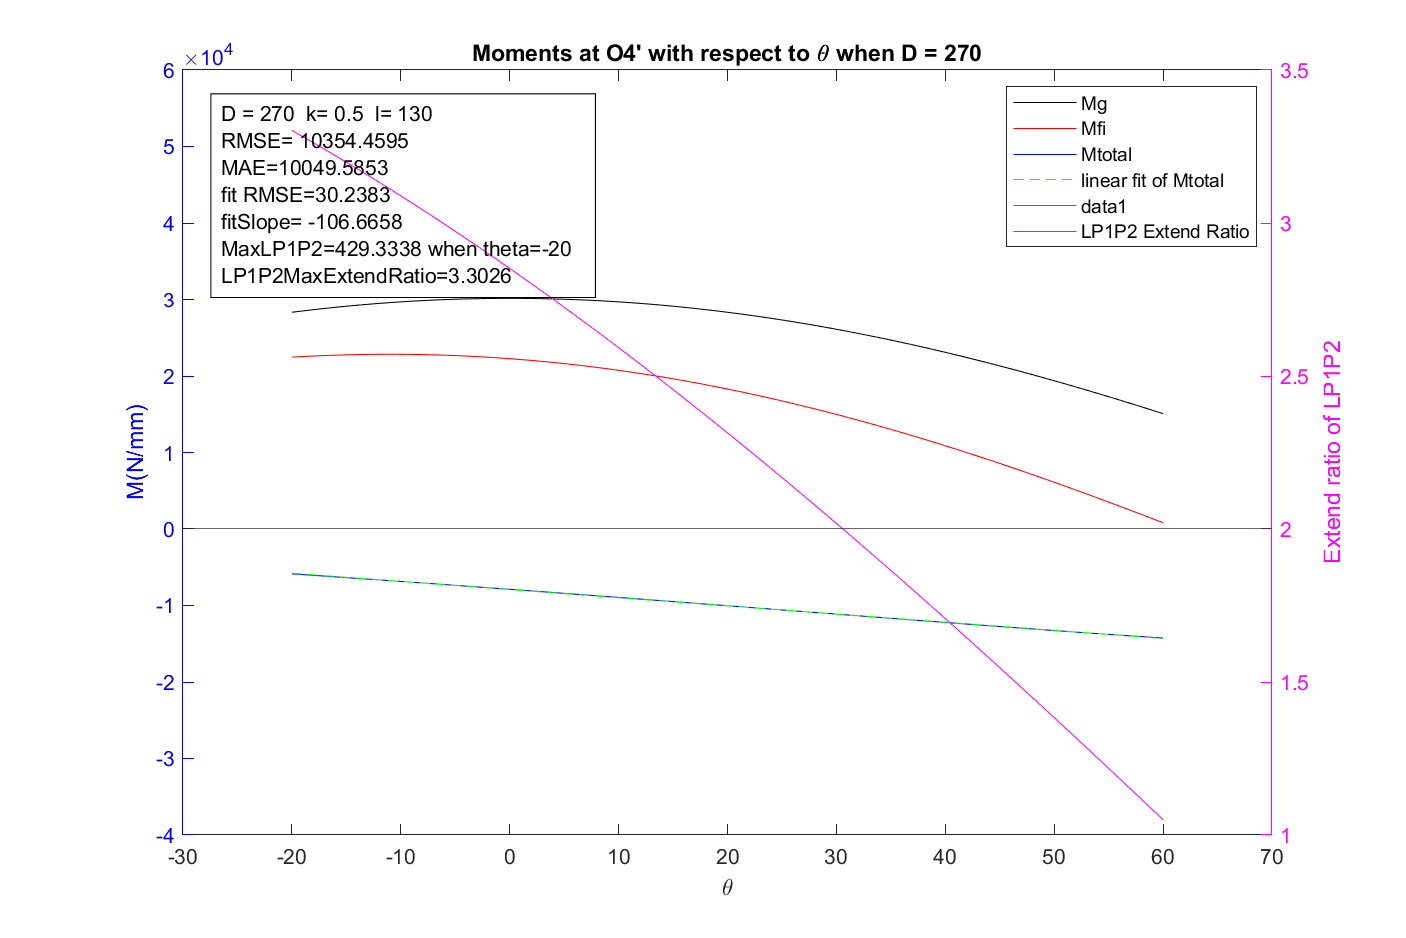 Moments at O4' with respect to θ when D = 270
×10^4
6
5
4
3
2
1
0
-1
-2
-3
-4
M(N/mm)
D = 270  k= 0.5  l= 130
RMSE= 10354.4595
MAE=10049.5853
fit RMSE=30.2383
fitSlope= -106.6658
MaxLP1P2=429.3338 when theta=-20
LP1P2MaxExtendRatio=3.3026
Mg
Mfi
Mtotal
linear fit of Mtotal
data1
LP1P2 Extend Ratio
3.5
3
2.5
2
1.5
1
Extend ratio of LP1P2
-30 -20 -10 0 10 20 30 40 50 60 70
θ